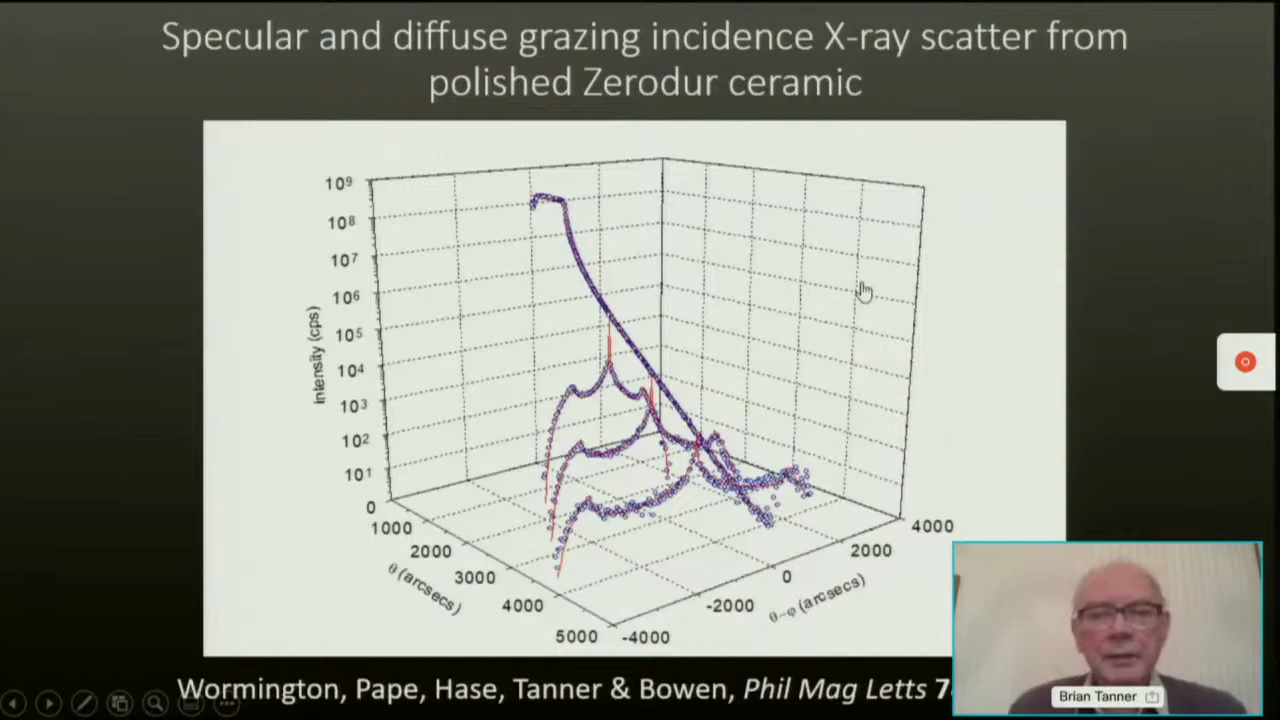 Specular and diffuse grazing incidence X-ray scatter from
polished Zerodur ceramic
10⁹
10⁸
10⁷
10⁶
10⁵
10⁴
10³
10²
10¹
Intensity (cps)
0
1000
2000
3000
4000
5000
θ (arcsecs)
-4000
-2000
0
2000
4000
θ-φ (arcsecs)
Wormington, Pape, Hase, Tanner & Bowen, Phil Mag Letts 7
Brian Tanner